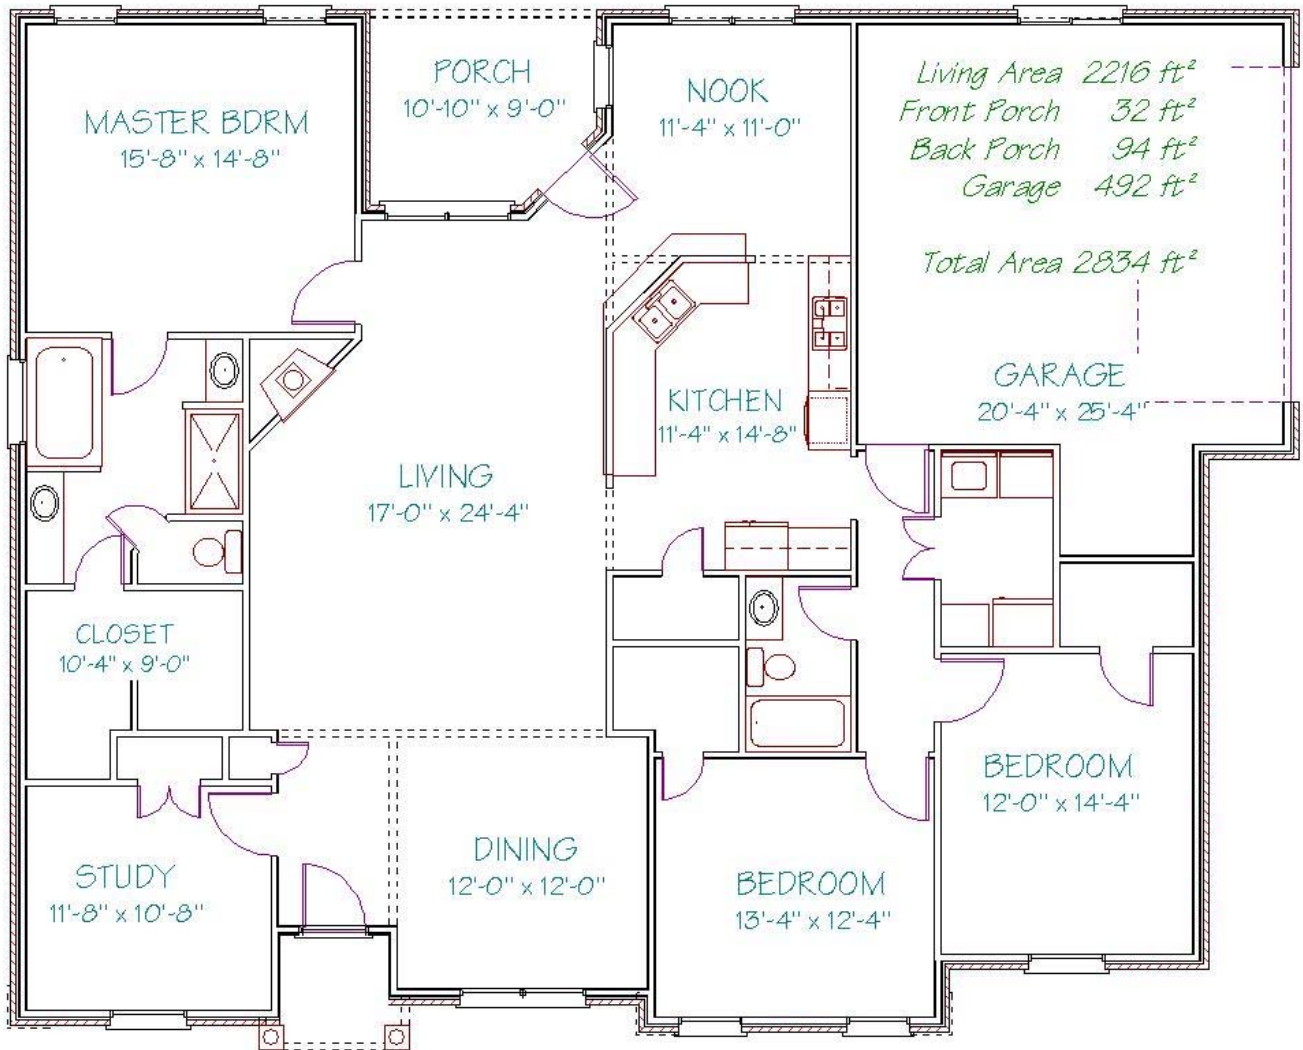 PORCH
10'-10" x 9'-0"
NOOK
11'-4" x 11'-0"
Living Area 2216 ft²
Front Porch 32 ft²
Back Porch 94 ft²
Garage 492 ft²
Total Area 2834 ft²
MASTER BDRM
15'-8" x 14'-8"
GARAGE
20'-4" x 25'-4"
KITCHEN
11'-4" x 14'-8"
LIVING
17'-0" x 24'-4"
CLOSET
10'-4" x 9'-0"
BEDROOM
12'-0" x 14'-4"
DINING
12'-0" x 12'-0"
STUDY
11'-8" x 10'-8"
BEDROOM
13'-4" x 12'-4"